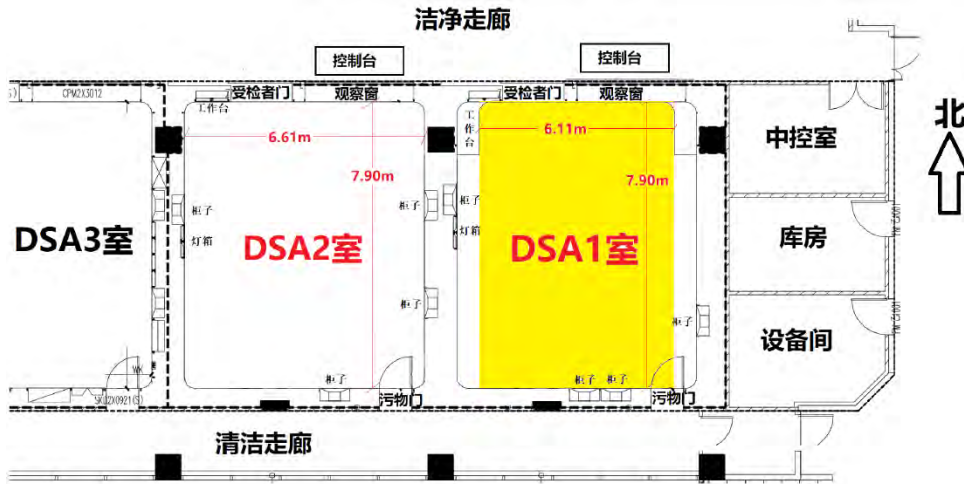 洁净走廊
控制台
控制台
CPM2X3012
受检者门
观察窗
受检者门
观察窗
工作台
工作台
北
6.61m
6.11m
中控室
7.90m
7.90m
柜子
柜子
柜子
DSA3室
灯箱
DSA2室
灯箱
DSA1室
库房
柜子
柜子
设备间
柜子
柜子
柜子
污物门
污物门
清洁走廊